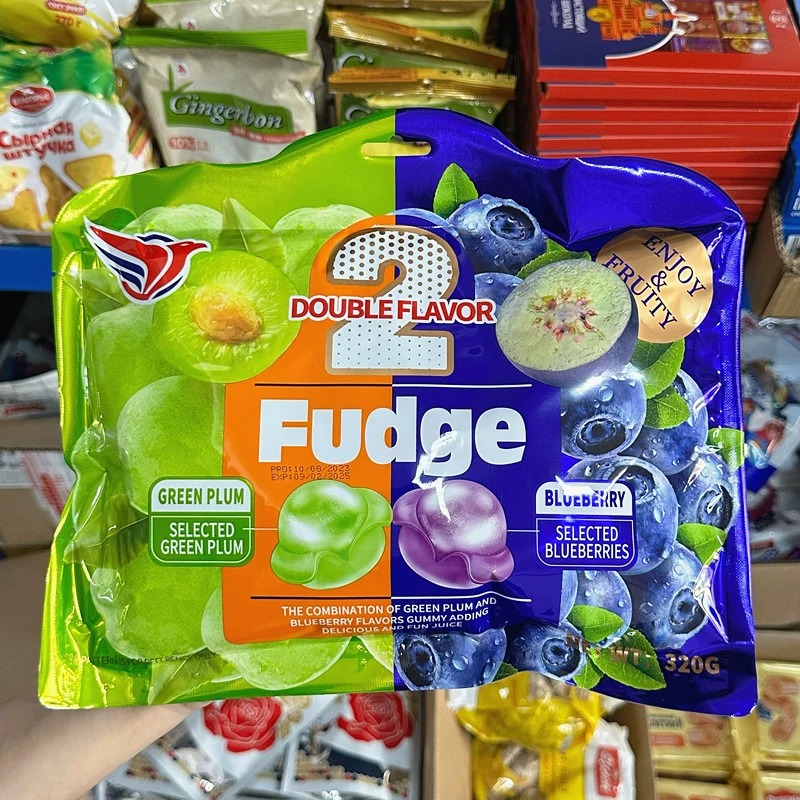 Gingerbon
Сырная
штучка
ENJOY
&
FRUITY
2
DOUBLE FLAVOR
Fudge
PRO:10/08/2023
EXP:09/02/2025
GREEN PLUM
SELECTED
GREEN PLUM
BLUEBERRY
SELECTED
BLUEBERRIES
THE COMBINATION OF GREEN PLUM AND
BLUEBERRY FLAVORS GUMMY ADDING
DELICIOUS AND FUN JUICE
NET WT: 320G